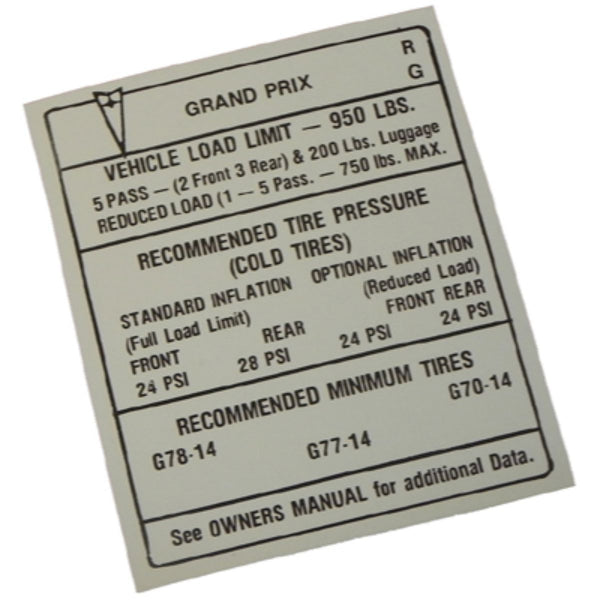 GRAND PRIX
R
G
VEHICLE LOAD LIMIT — 950 LBS.
5 PASS — (2 Front 3 Rear) & 200 Lbs. Luggage
REDUCED LOAD (1 — 5 Pass. — 750 lbs. MAX.
RECOMMENDED TIRE PRESSURE
(COLD TIRES)
STANDARD INFLATION OPTIONAL INFLATION
(Full Load Limit) (Reduced Load)
FRONT REAR FRONT REAR
24 PSI 28 PSI 24 PSI 24 PSI
RECOMMENDED MINIMUM TIRES
G78-14 G77-14 G70-14
See OWNERS MANUAL for additional Data.